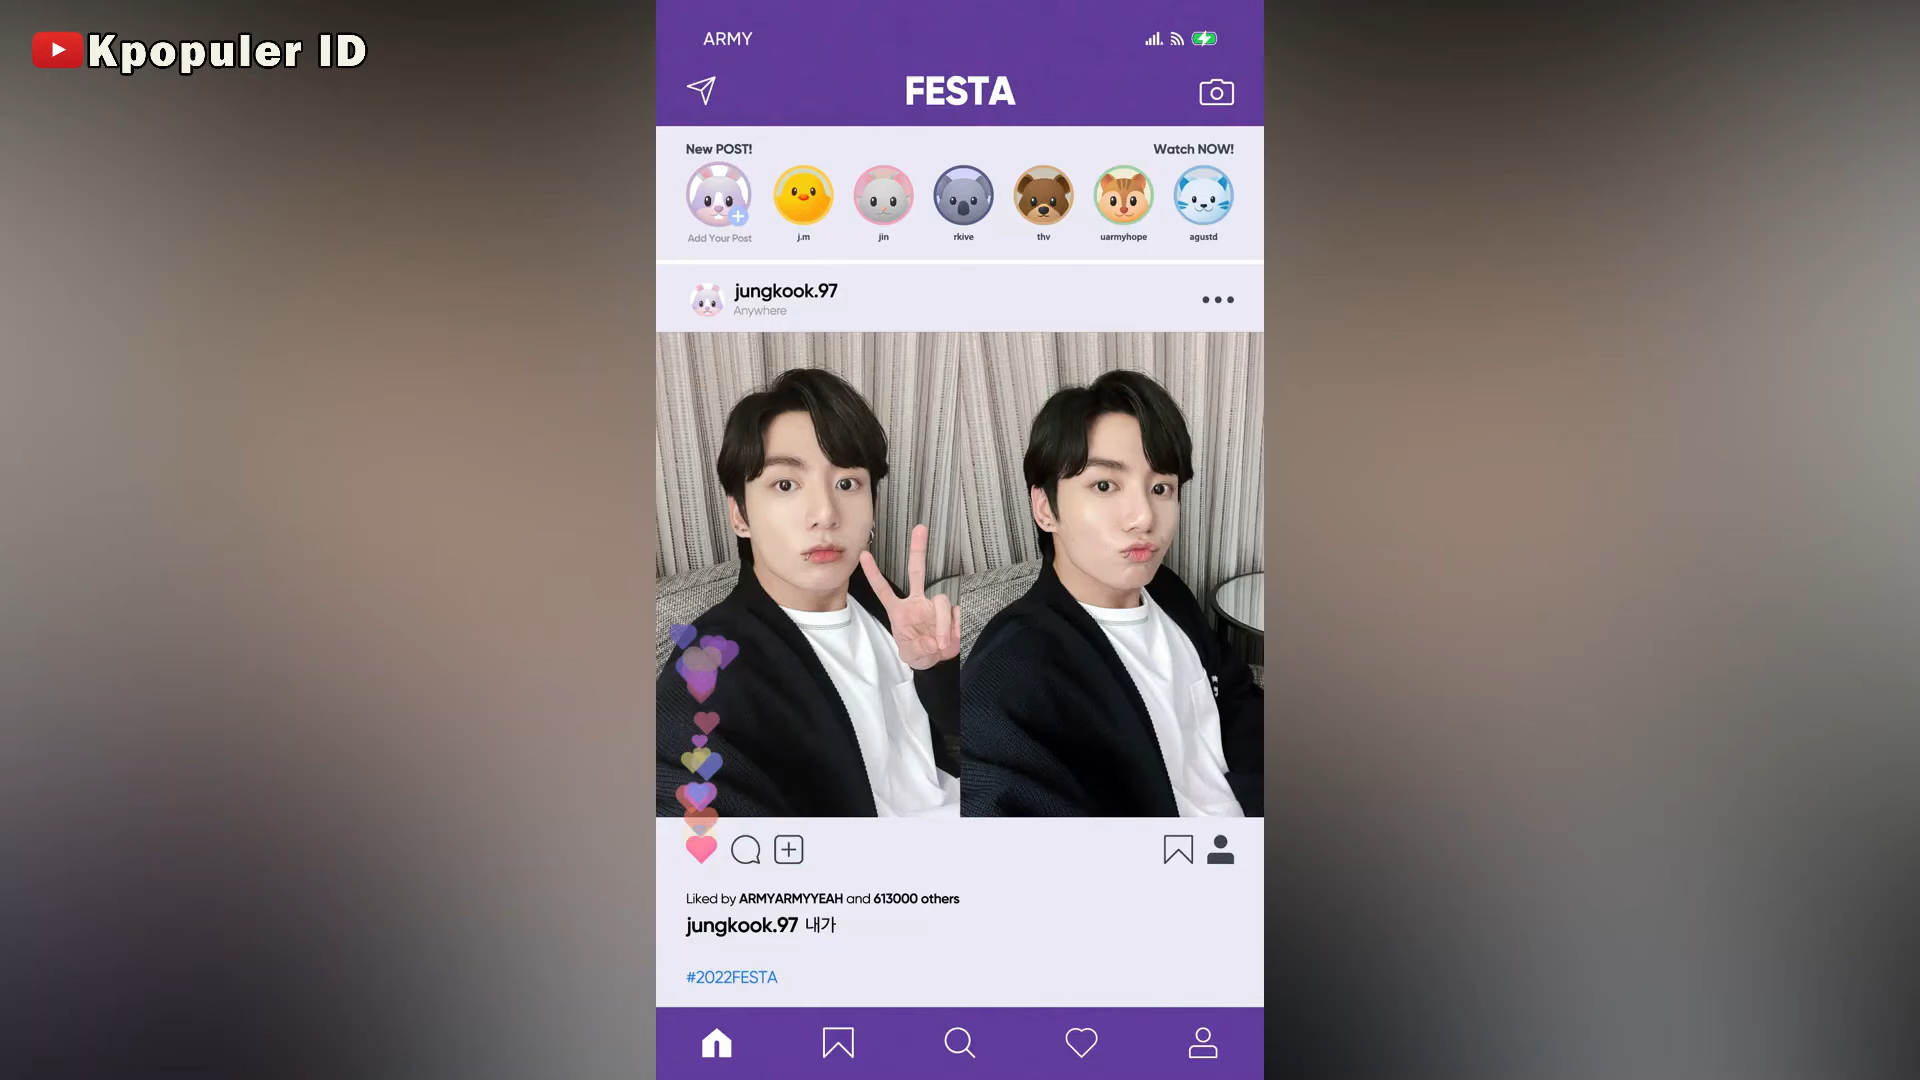 Kpopuler ID
ARMY
FESTA
New POST!
Watch NOW!
Add Your Post
j.m
jin
rkive
thv
uarmyhope
agustd
jungkook.97
Anywhere
Liked by ARMYARMYYEAH and 613000 others
jungkook.97 내가
#2022FESTA